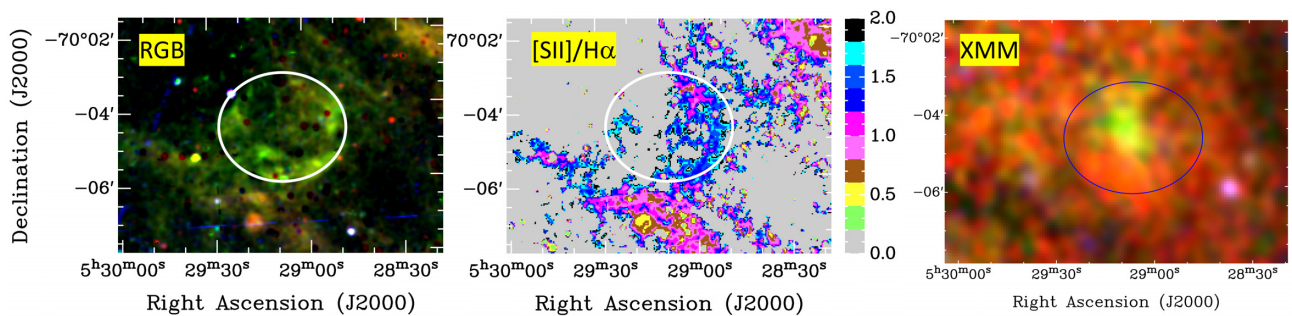 RGB
[SII]/Hα
XMM
Declination (J2000)
−70°02′
−04′
−06′
5ʰ30ᵐ00ˢ 29ᵐ30ˢ 29ᵐ00ˢ 28ᵐ30ˢ
Right Ascension (J2000)
70°02′
−04′
−06′
5ʰ30ᵐ00ˢ 29ᵐ30ˢ 29ᵐ00ˢ 28ᵐ30ˢ
Right Ascension (J2000)
2.0
1.5
1.0
0.5
0.0
−70°02′
−04′
−06′
5ʰ30ᵐ00ˢ 29ᵐ30ˢ 29ᵐ00ˢ 28ᵐ30ˢ
Right Ascension (J2000)